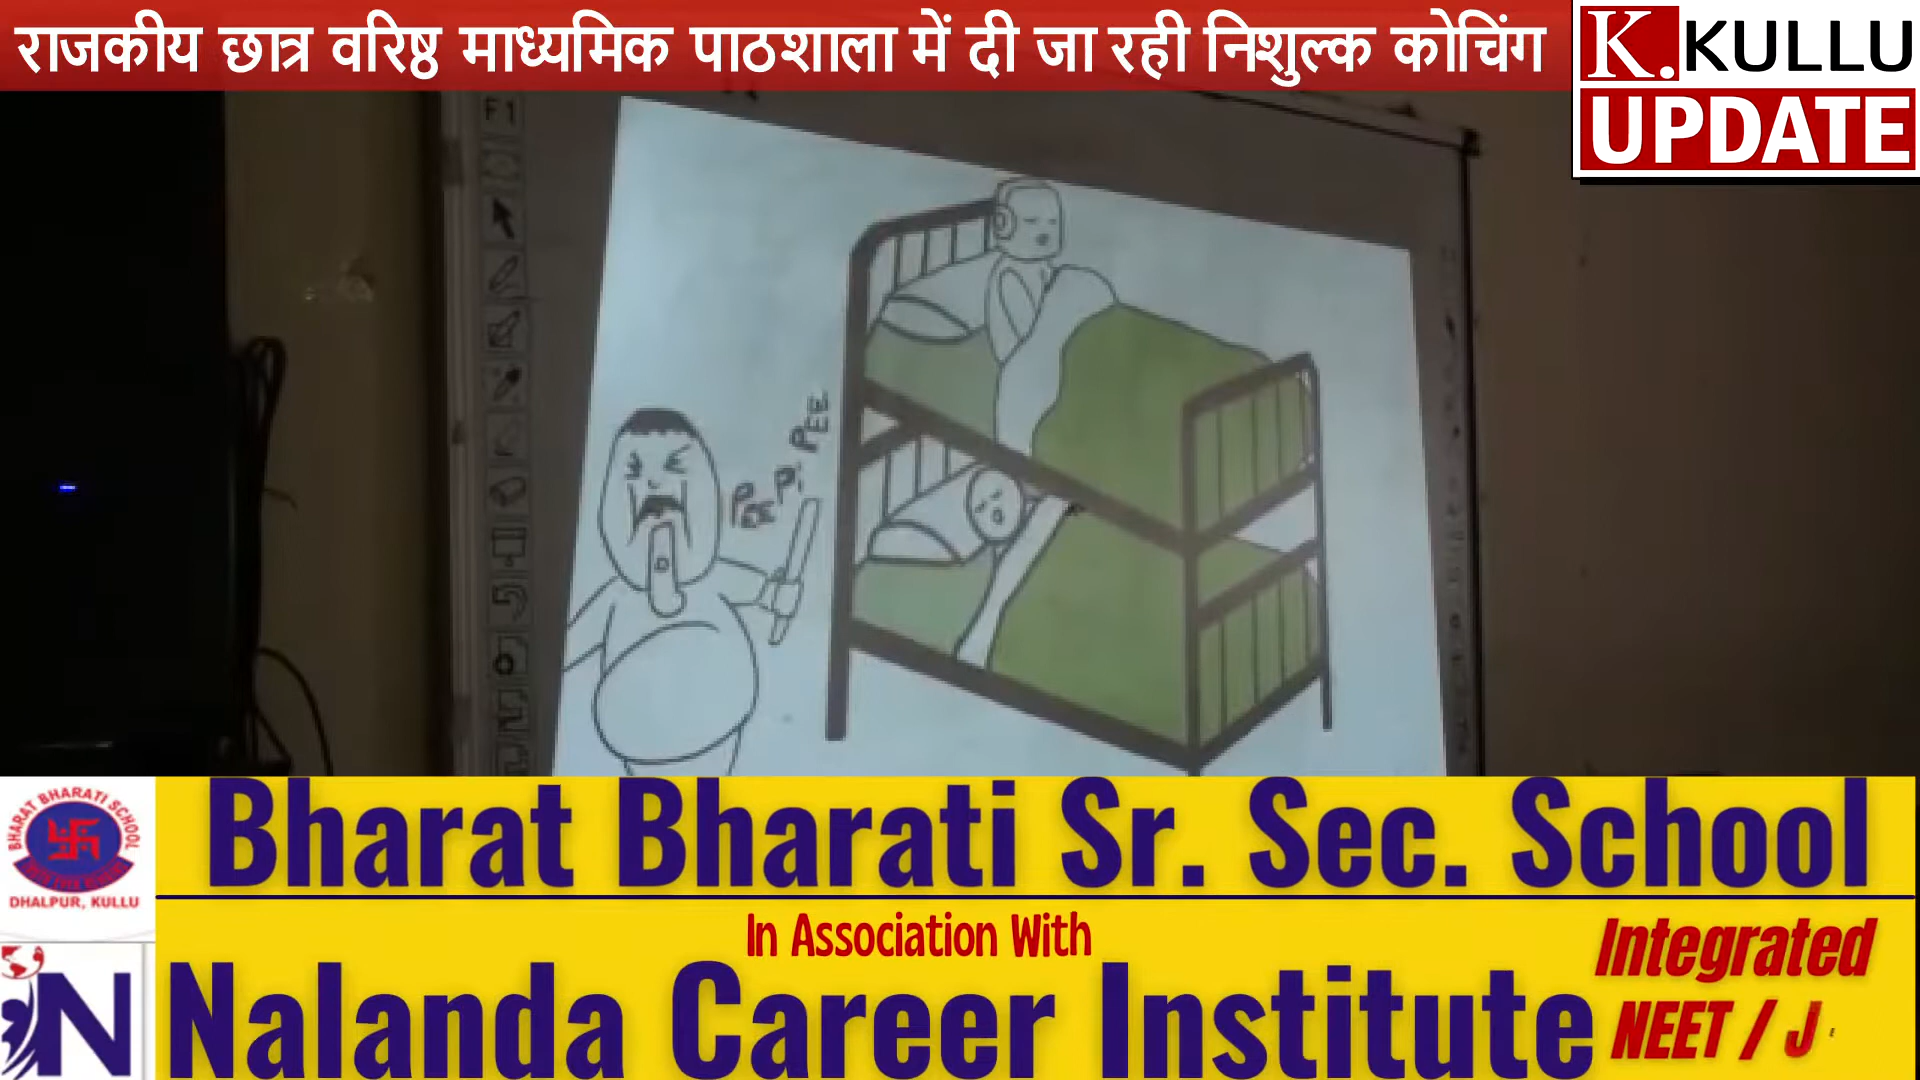 राजकीय छात्र वरिष्ठ माध्यमिक पाठशाला में दी जा रही निशुल्क कोचिंग
K. KULLU
UPDATE
F1
PEE Pi PEE
BHARAT BHARATI SCHOOL
DHALPUR, KULLU
Bharat Bharati Sr. Sec. School
In Association With
N
Nalanda Career Institute
Integrated
NEET / J